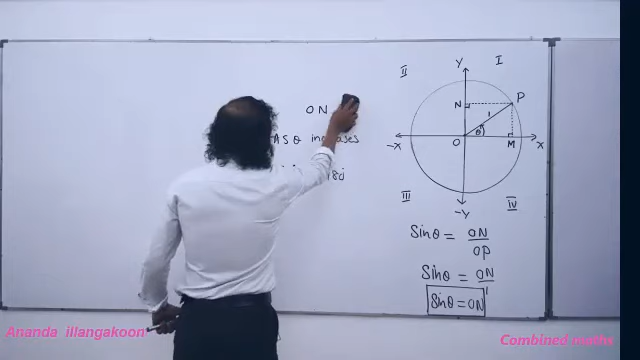 ON
AS θ increases
II
I
III
IV
Y
N
P
1
θ
-X
O
M
X
-Y
Sinθ = ON/OP
Sinθ = ON/1
Sinθ = ON
Ananda illangakoon
Combined maths